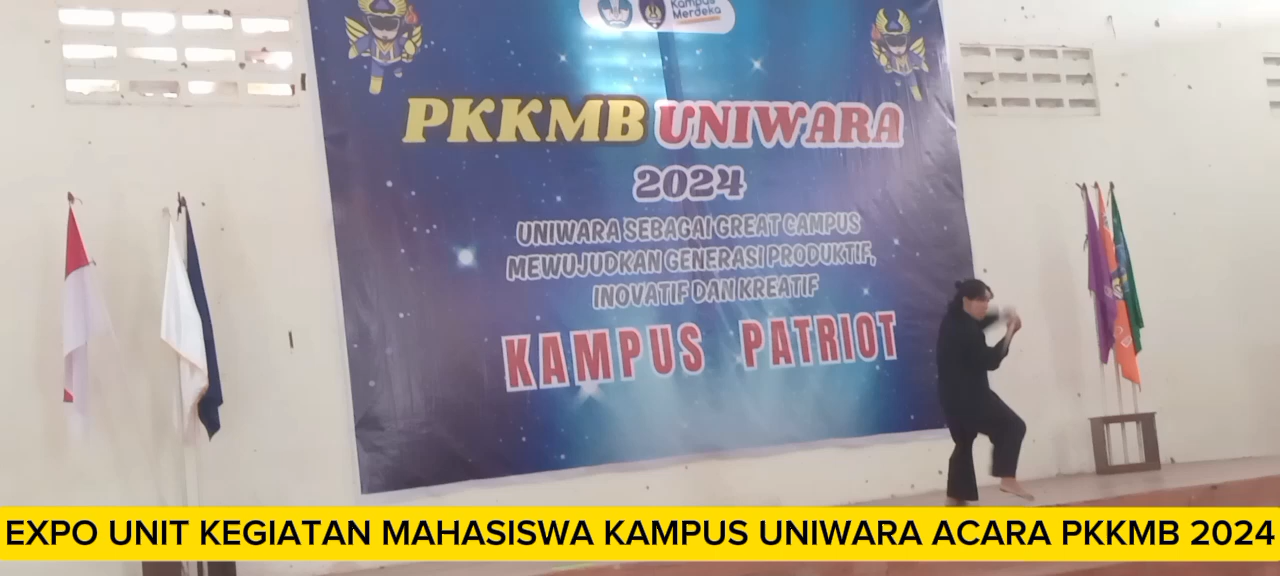 Kampus
Merdeka
PKKMB UNIWARA
2024
UNIWARA SEBAGAI GREAT CAMPUS
MEWUJUDKAN GENERASI PRODUKTIF,
INOVATIF DAN KREATIF
KAMPUS PATRIOT
EXPO UNIT KEGIATAN MAHASISWA KAMPUS UNIWARA ACARA PKKMB 2024